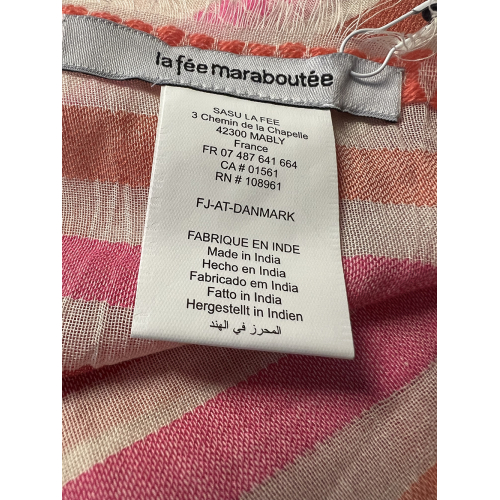 la fée maraboutée
SASU LA FEE
3 Chemin de la Chapelle
42300 MABLY
France
FR 07 487 641 664
CA # 01561
RN # 108961
FJ-AT-DANMARK
FABRIQUE EN INDE
Made in India
Hecho en India
Fabricado em India
Fatto in India
Hergestellt in Indien
المحرز في الهند